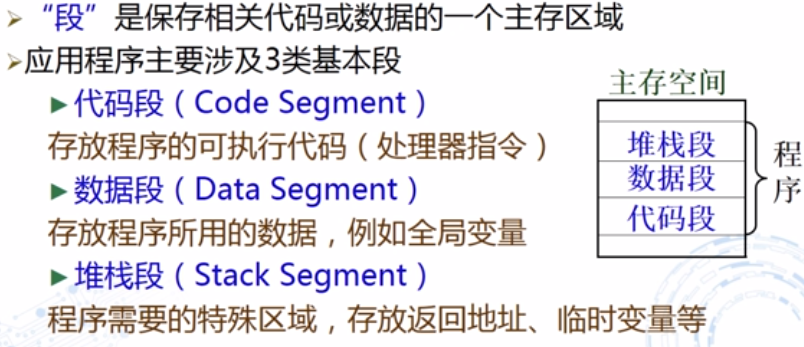 ➢ “段”是保存相关代码或数据的一个主存区域
➢应用程序主要涉及3类基本段
►代码段（Code Segment）
存放程序的可执行代码（处理器指令）
►数据段（Data Segment）
存放程序所用的数据，例如全局变量
►堆栈段（Stack Segment）
程序需要的特殊区域，存放返回地址、临时变量等
主存空间
堆栈段
数据段
代码段
程序